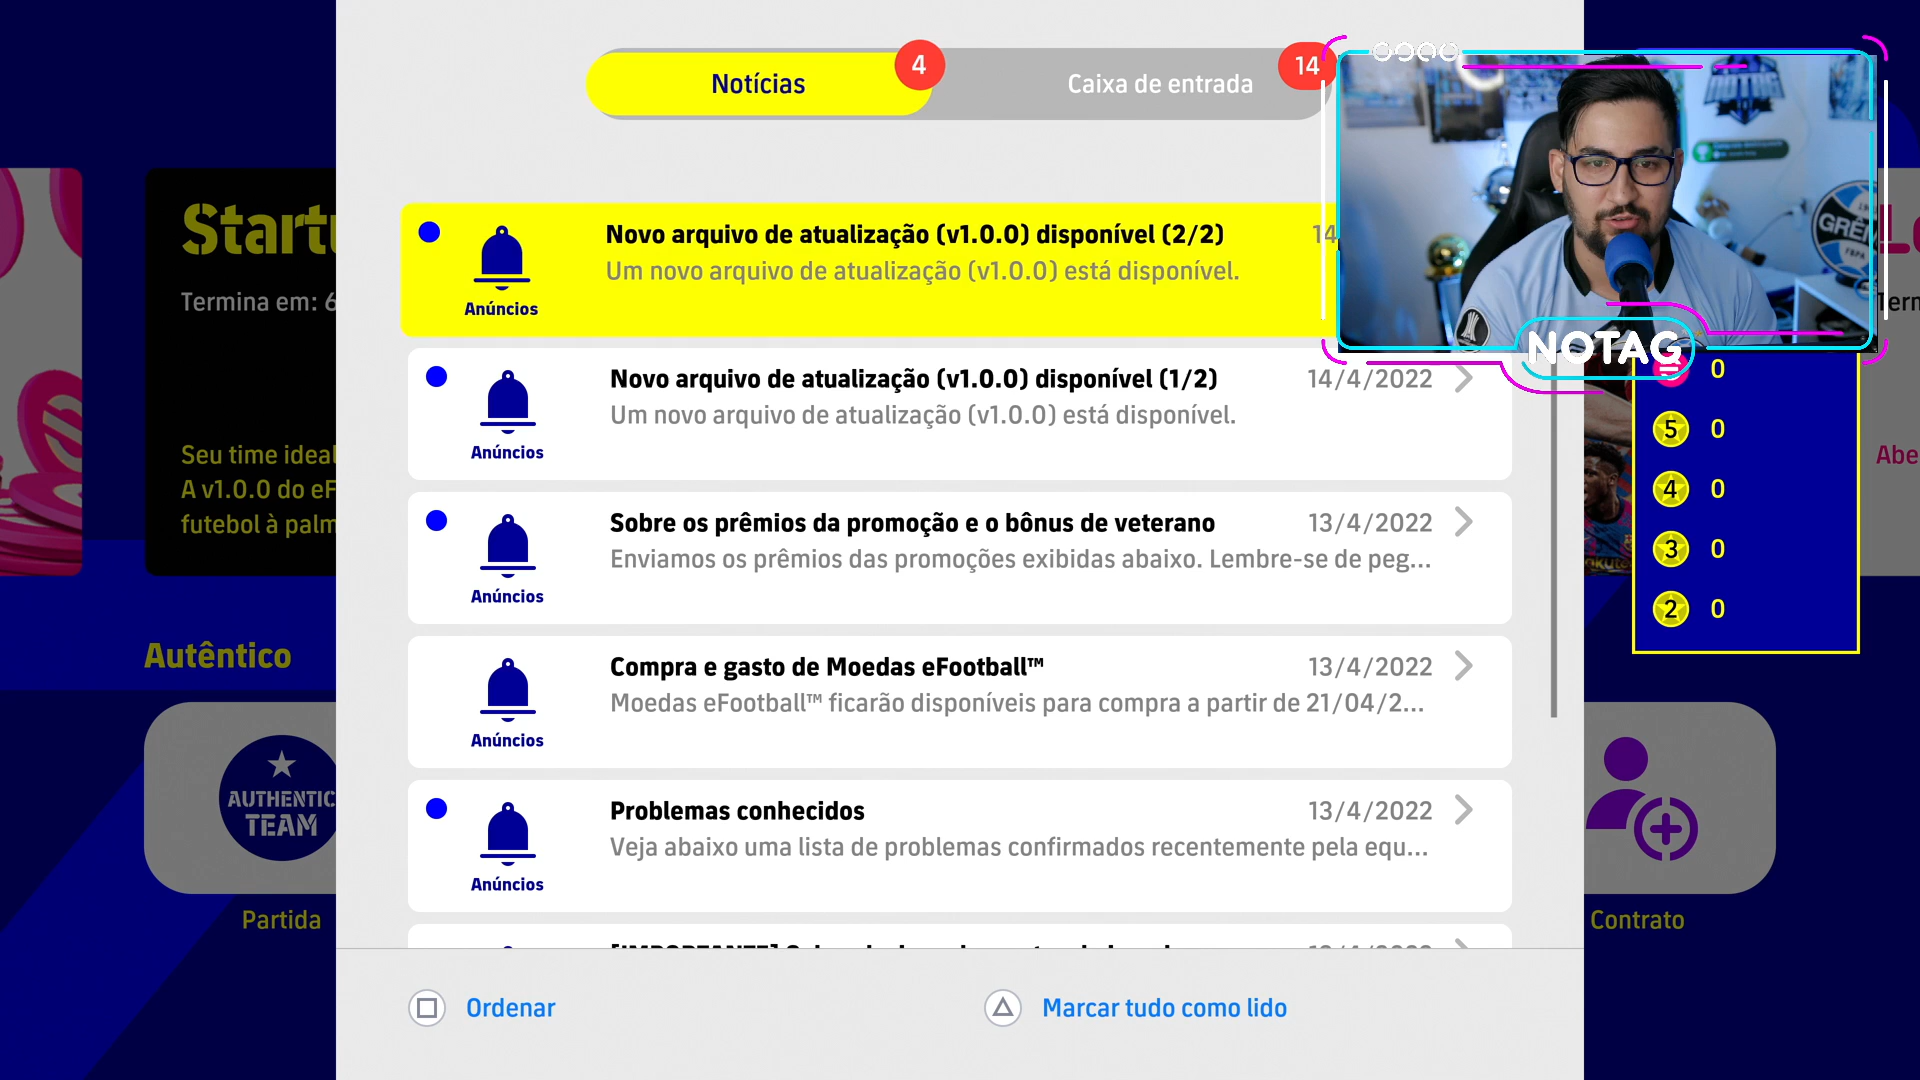 Notícias
4
Caixa de entrada
14
Novo arquivo de atualização (v1.0.0) disponível (2/2)
14
Um novo arquivo de atualização (v1.0.0) está disponível.
Anúncios
Novo arquivo de atualização (v1.0.0) disponível (1/2)
14/4/2022
Um novo arquivo de atualização (v1.0.0) está disponível.
Anúncios
Sobre os prêmios da promoção e o bônus de veterano
13/4/2022
Enviamos os prêmios das promoções exibidas abaixo. Lembre-se de peg...
Anúncios
Compra e gasto de Moedas eFootball™
13/4/2022
Moedas eFootball™ ficarão disponíveis para compra a partir de 21/04/2...
Anúncios
Problemas conhecidos
13/4/2022
Veja abaixo uma lista de problemas confirmados recentemente pela equ...
Anúncios
Ordenar
Marcar tudo como lido
Start
Termina em: 6
Seu time ideal
A v1.0.0 do eF
futebol à palm
Autêntico
AUTHENTIC
TEAM
Partida
NOTAG
GRÊ
0
5 0
4 0
3 0
2 0
Term
Abe
Contrato